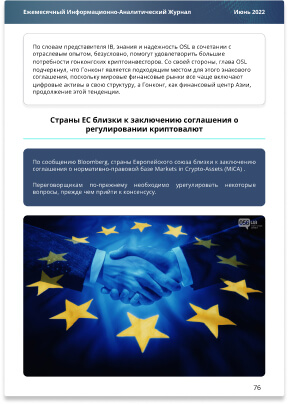 Ежемесячный Информационно-Аналитический Журнал
Июнь 2022
По словам представителя IB, знания и надежность OSL в сочетании с
отраслевым опытом, безусловно, помогут удовлетворить большие
потребности гонконгских криптоинвесторов. Со своей стороны, глава OSL
подчеркнул, что Гонконг является подходящим местом для этого знакового
соглашения, поскольку мировые финансовые рынки все чаще включают
цифровые активы в свою структуру, а Гонконг, как финансовый центр Азии,
продолжение этой тенденции.
Страны ЕС близки к заключению соглашения о
регулировании криптовалют
По сообщению Bloomberg, страны Европейского союза близки к заключению
соглашения о нормативно-правовой базе Markets in Crypto-Assets (MiCA) .
Переговорщикам по-прежнему необходимо урегулировать некоторые
вопросы, прежде чем прийти к консенсусу.
76